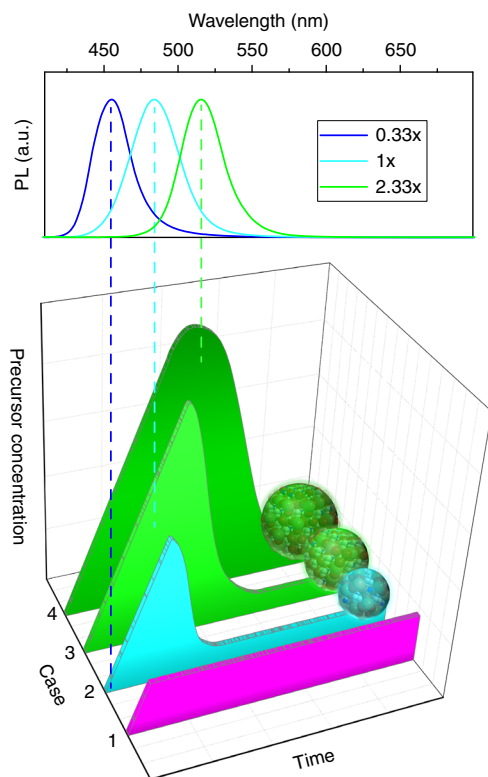 Wavelength (nm)
450 500 550 600 650
PL (a.u.)
0.33x
1x
2.33x
Precursor concentration
4
3
2
1
Case
Time